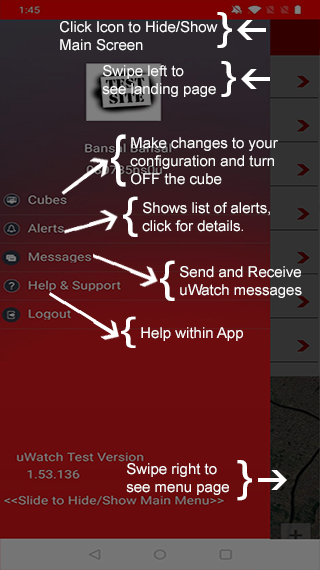 1:45
Click Icon to Hide/Show
Main Screen
Swipe left to
see landing page
TEST
SITE
Bansal Bansal
Make changes to your
configuration and turn
OFF the cube
Cubes
Shows list of alerts,
click for details.
Alerts
Messages
Send and Receive
uWatch messages
Help & Support
Logout
Help within App
uWatch Test Version
1.53.136
Swipe right to
see menu page
<<Slide to Hide/Show Main Menu>>